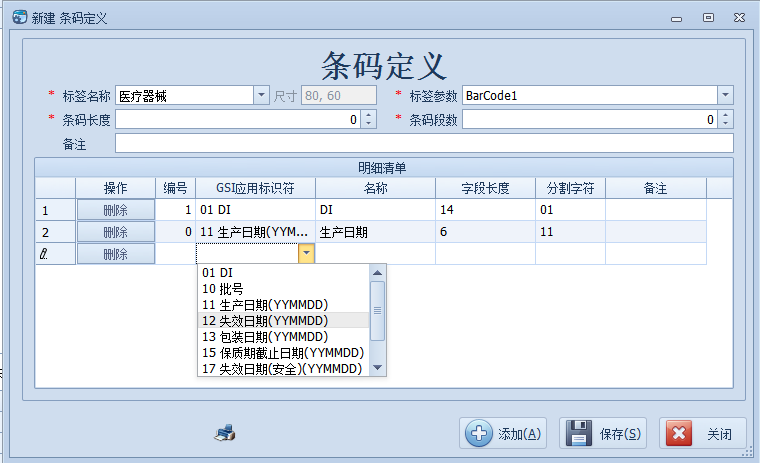 新建 条码定义
条码定义
* 标签名称 医疗器械 尺寸 80, 60 * 标签参数 BarCode1
* 条码长度 0 * 条码段数 0
备注
明细清单
操作 编号 GSI应用标识符 名称 字段长度 分割字符 备注
1 删除 1 01 DI DI 14 01
2 删除 0 11 生产日期(YYM... 生产日期 6 11
删除
01 DI
10 批号
11 生产日期(YYMMDD)
12 失效日期(YYMMDD)
13 包装日期(YYMMDD)
15 保质期截止日期(YYMMDD)
17 失效日期(安全)(YYMMDD)
添加(A) 保存(S) 关闭